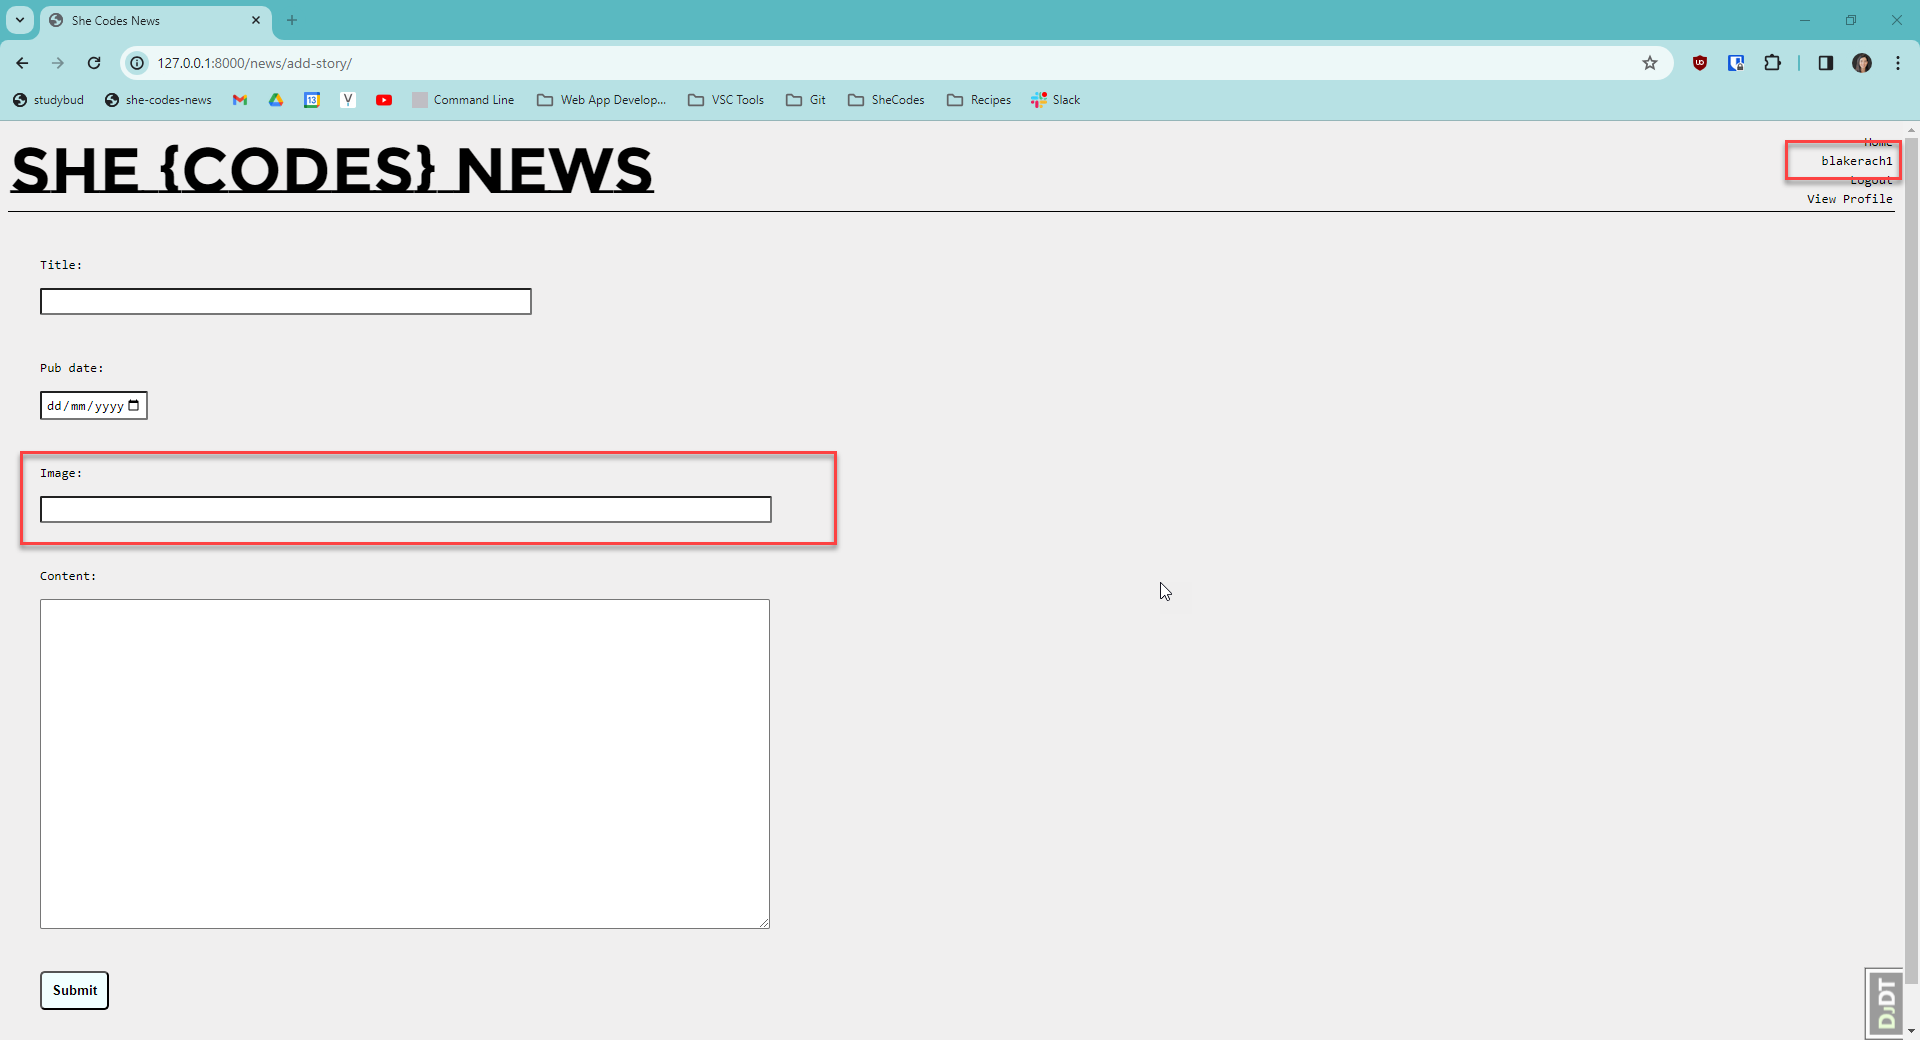 She Codes News
127.0.0.1:8000/news/add-story/
studybud she-codes-news 13 Y Command Line Web App Develop... VSC Tools Git SheCodes Recipes Slack
SHE {CODES} NEWS
Home
blakerach1
Logout
View Profile
Title:
Pub date:
dd/mm/yyyy
Image:
Content:
Submit
DJDT